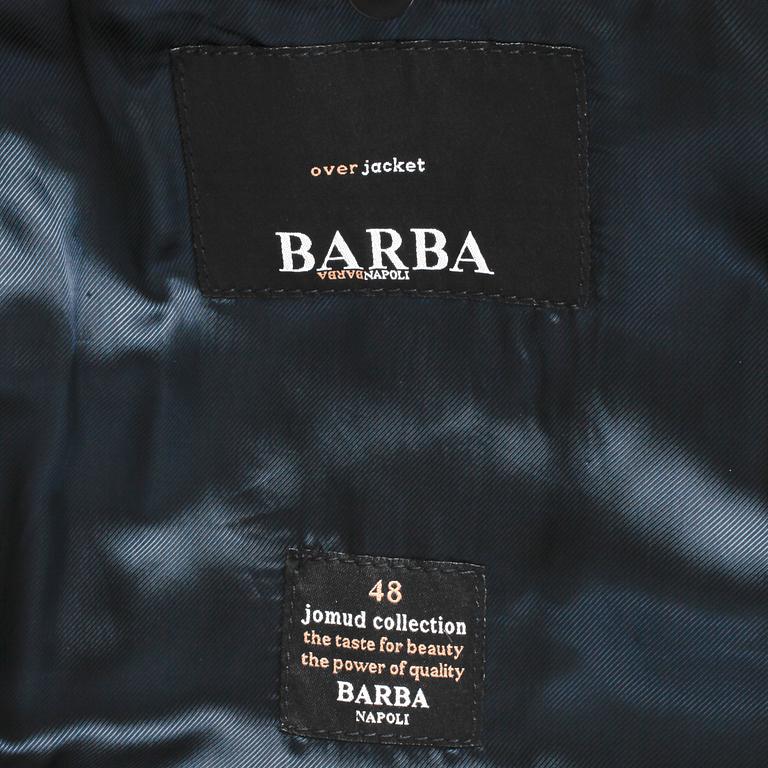 over jacket
BARBA
BARBA NAPOLI
48
jomud collection
the taste for beauty
the power of quality
BARBA
NAPOLI